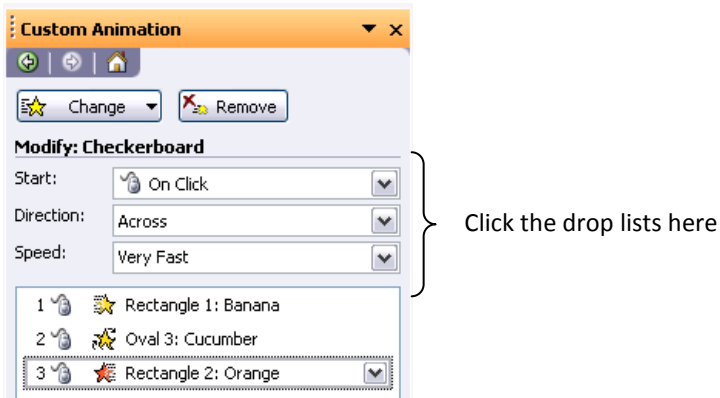 Custom Animation
Change
Remove
Modify: Checkerboard
Start:
On Click
Direction:
Across
Speed:
Very Fast
Click the drop lists here
1 Rectangle 1: Banana
2 Oval 3: Cucumber
3 Rectangle 2: Orange